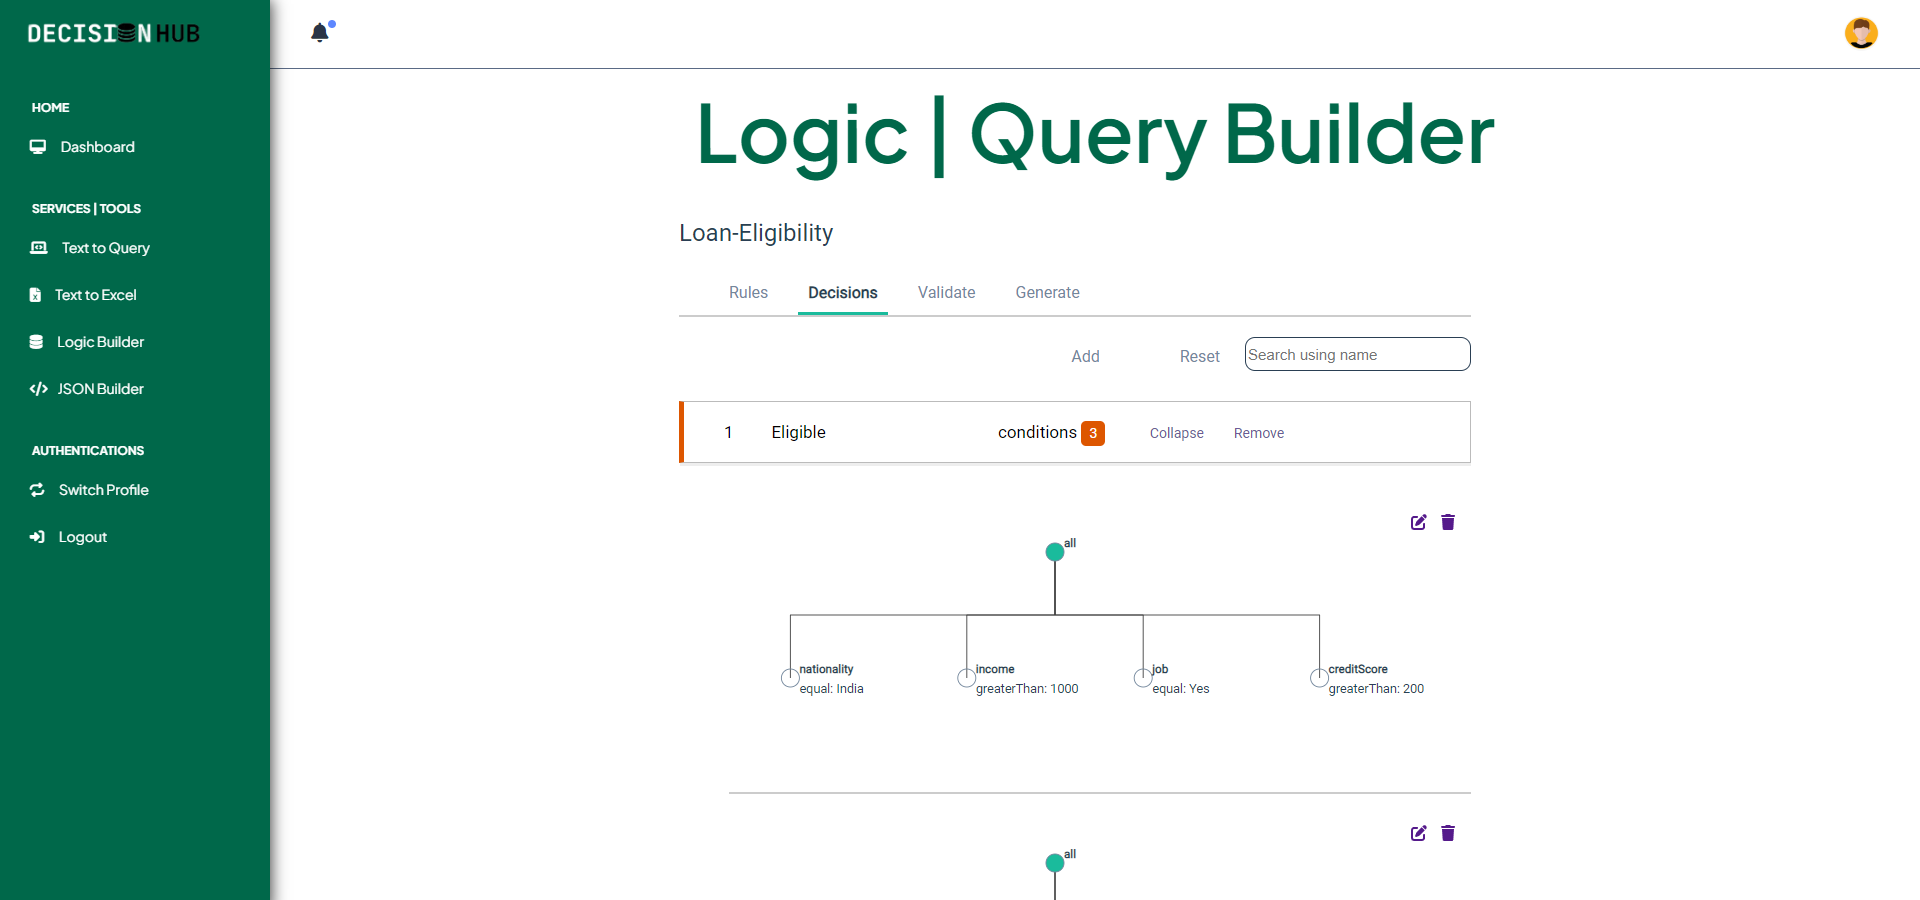 DECISION HUB
HOME
Dashboard
SERVICES | TOOLS
Text to Query
Text to Excel
Logic Builder
JSON Builder
AUTHENTICATIONS
Switch Profile
Logout
Logic | Query Builder
Loan-Eligibility
Rules Decisions Validate Generate
Add Reset Search using name
1 Eligible conditions 3 Collapse Remove
all
nationality income job creditScore
equal: India greaterThan: 1000 equal: Yes greaterThan: 200
all